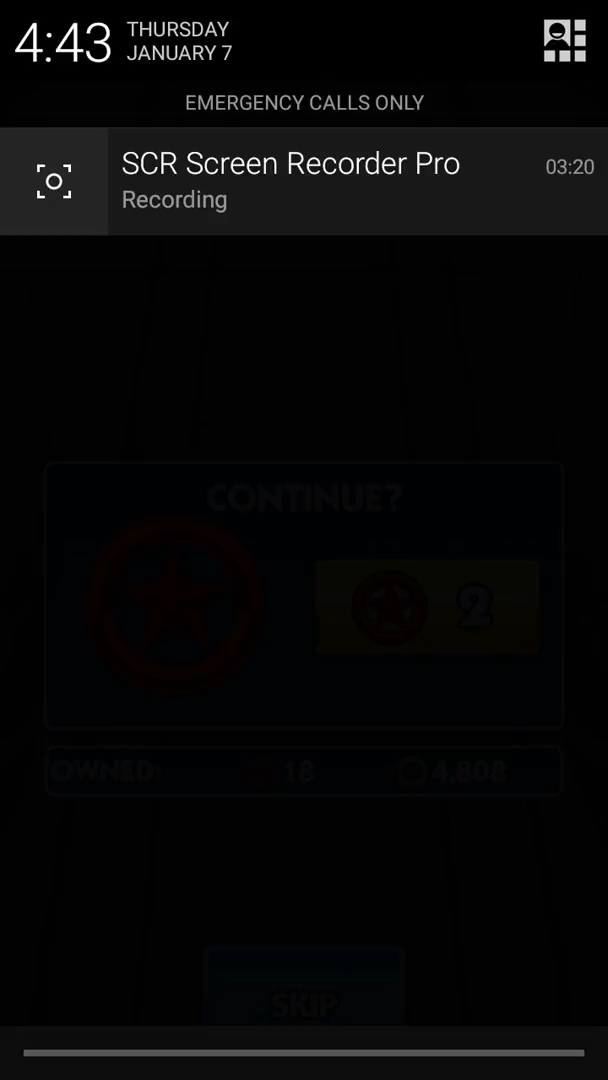 4:43 THURSDAY
JANUARY 7
EMERGENCY CALLS ONLY
SCR Screen Recorder Pro 03:20
Recording
CONTINUE?
2
OWNED: 18 4,808
SKIP